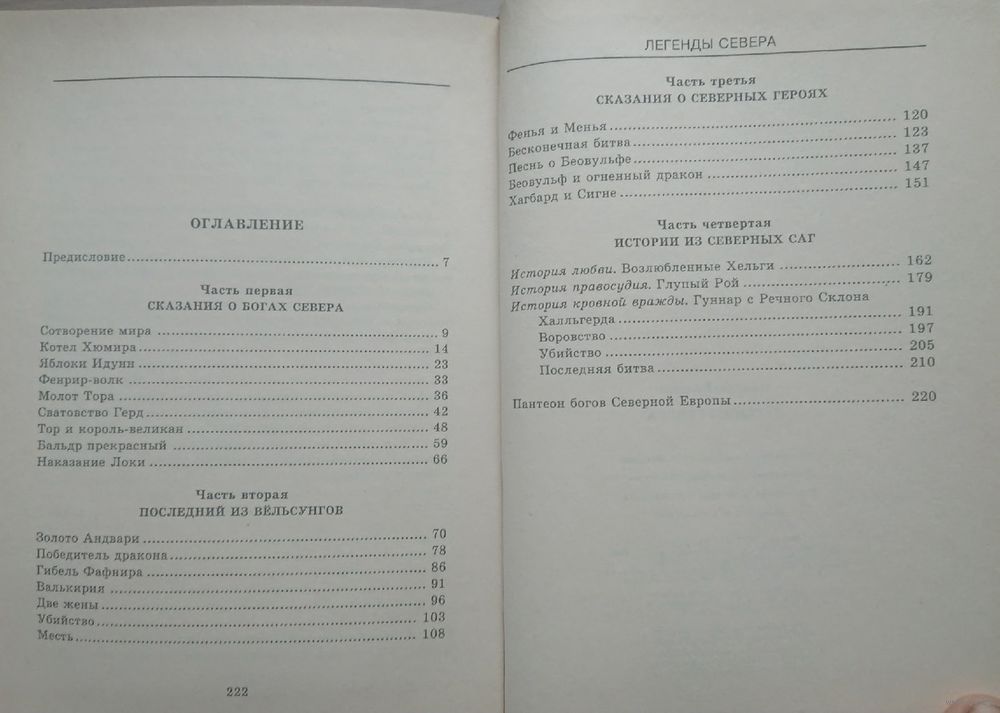 ОГЛАВЛЕНИЕ
Предисловие 7
Часть первая
СКАЗАНИЯ О БОГАХ СЕВЕРА
Сотворение мира 9
Котел Хюмира 14
Яблоки Идунн 23
Фенрир-волк 33
Молот Тора 36
Сватовство Герд 42
Тор и король-великан 48
Бальдр прекрасный 59
Наказание Локи 66
Часть вторая
ПОСЛЕДНИЙ ИЗ ВЁЛЬСУНГОВ
Золото Андвари 70
Победитель дракона 78
Гибель Фафнира 86
Валькирия 91
Две жены 96
Убийство 103
Месть 108
222
ЛЕГЕНДЫ СЕВЕРА
Часть третья
СКАЗАНИЯ О СЕВЕРНЫХ ГЕРОЯХ
Фенья и Менья 120
Бесконечная битва 123
Песнь о Беовульфе 137
Беовульф и огненный дракон 147
Хагбард и Сигне 151
Часть четвертая
ИСТОРИИ ИЗ СЕВЕРНЫХ САГ
История любви. Возлюбленные Хельги 162
История правосудия. Глупый Рой 179
История кровной вражды. Гуннар с Речного Склона
Халльгерда 191
Воровство 197
Убийство 205
Последняя битва 210
Пантеон богов Северной Европы 220